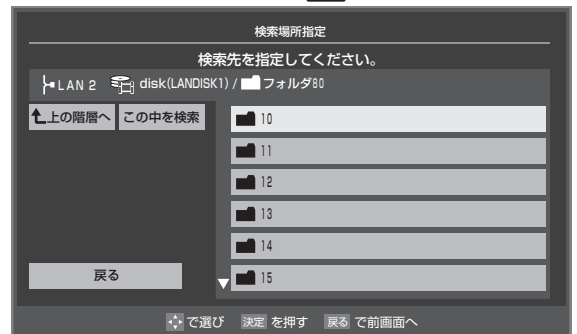 検索場所指定
検索先を指定してください。
LAN 2 disk(LANDISK1) / フォルダ80
上の階層へ この中を検索
10
11
12
13
14
戻る
15
で選び 決定 を押す 戻る で前画面へ